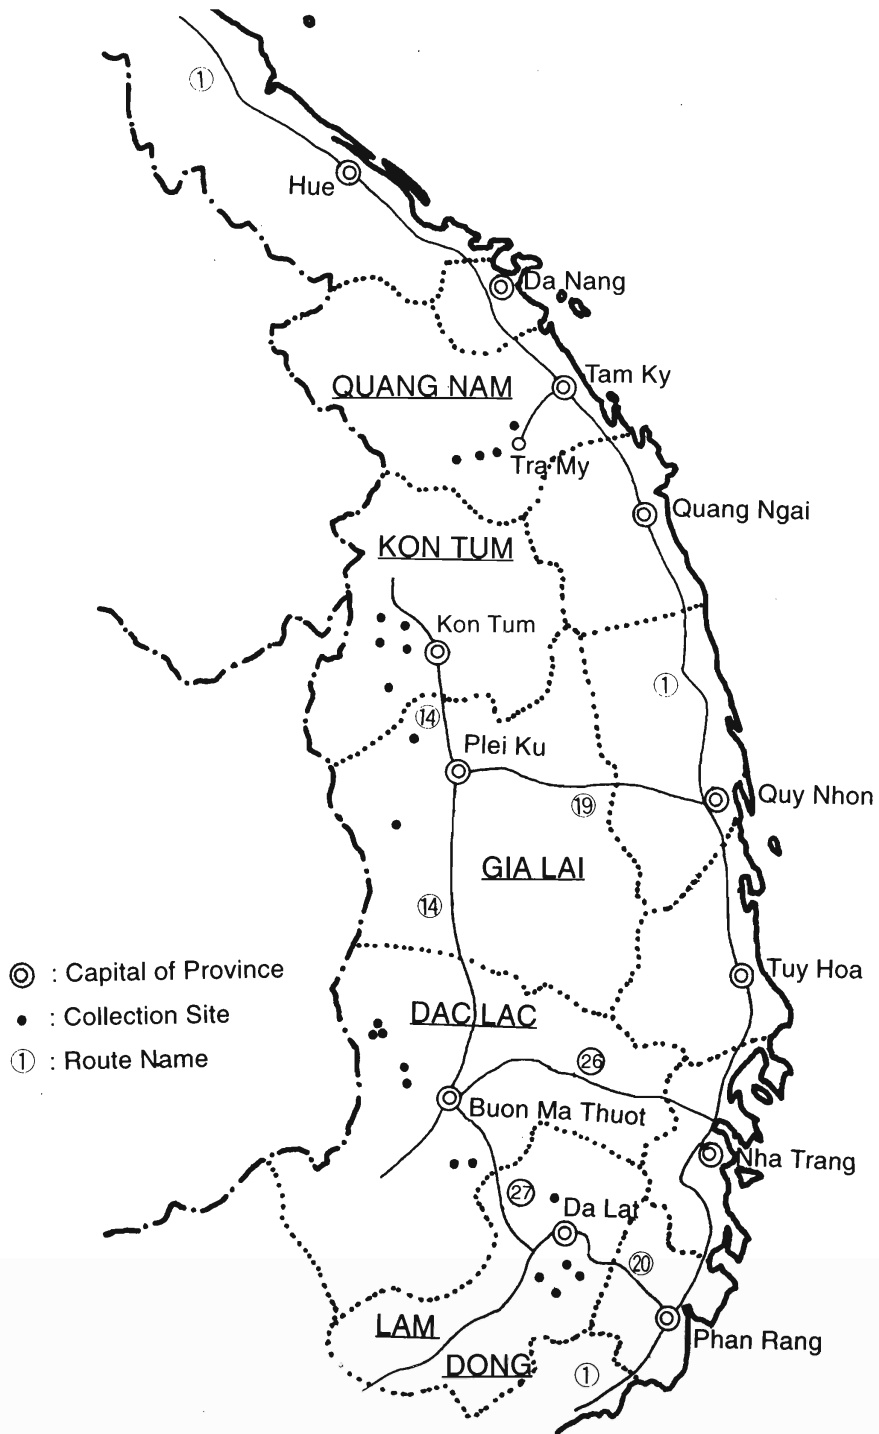 ①
Hue
Da Nang
Tam Ky
QUANG NAM
Tra My
Quang Ngai
KON TUM
Kon Tum
①
⑭
Plei Ku
Quy Nhon
⑲
GIA LAI
⑭
◎ : Capital of Province
Tuy Hoa
● : Collection Site
DAC LAC
① : Route Name
㉖
Buon Ma Thuot
Nha Trang
㉗
Da Lat
⑳
LAM
Phan Rang
DONG
①